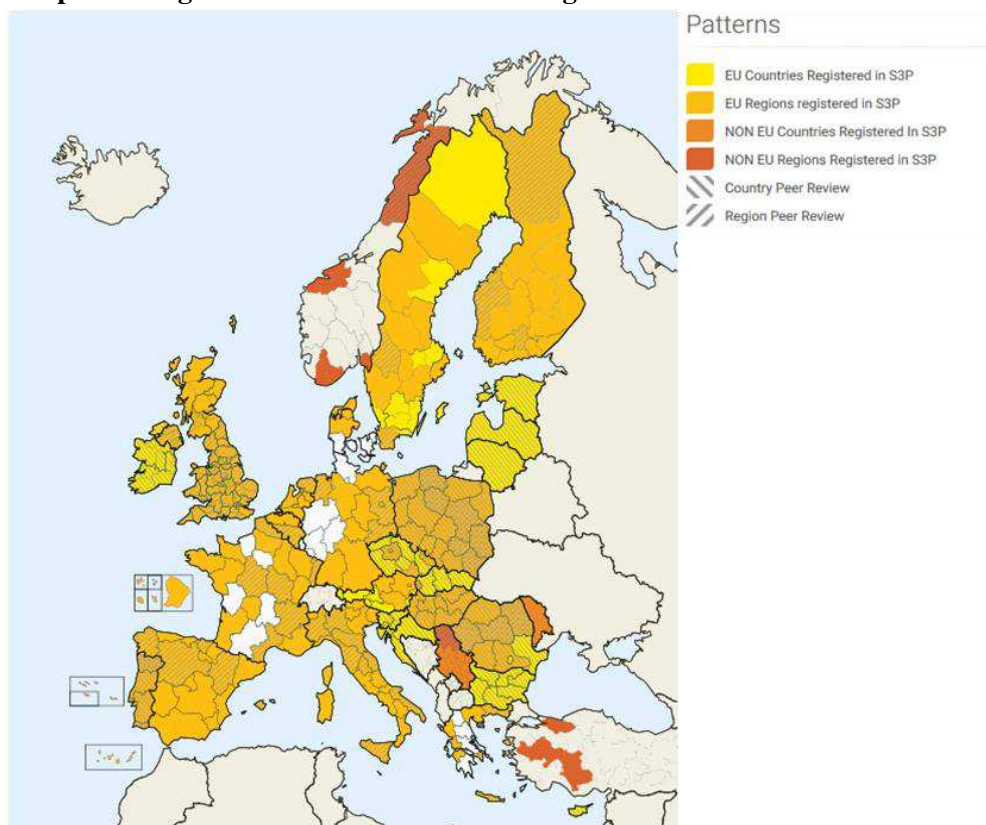 Patterns
EU Countries Registered in S3P
EU Regions registered in S3P
NON EU Countries Registered In S3P
NON EU Regions Registered in S3P
Country Peer Review
Region Peer Review